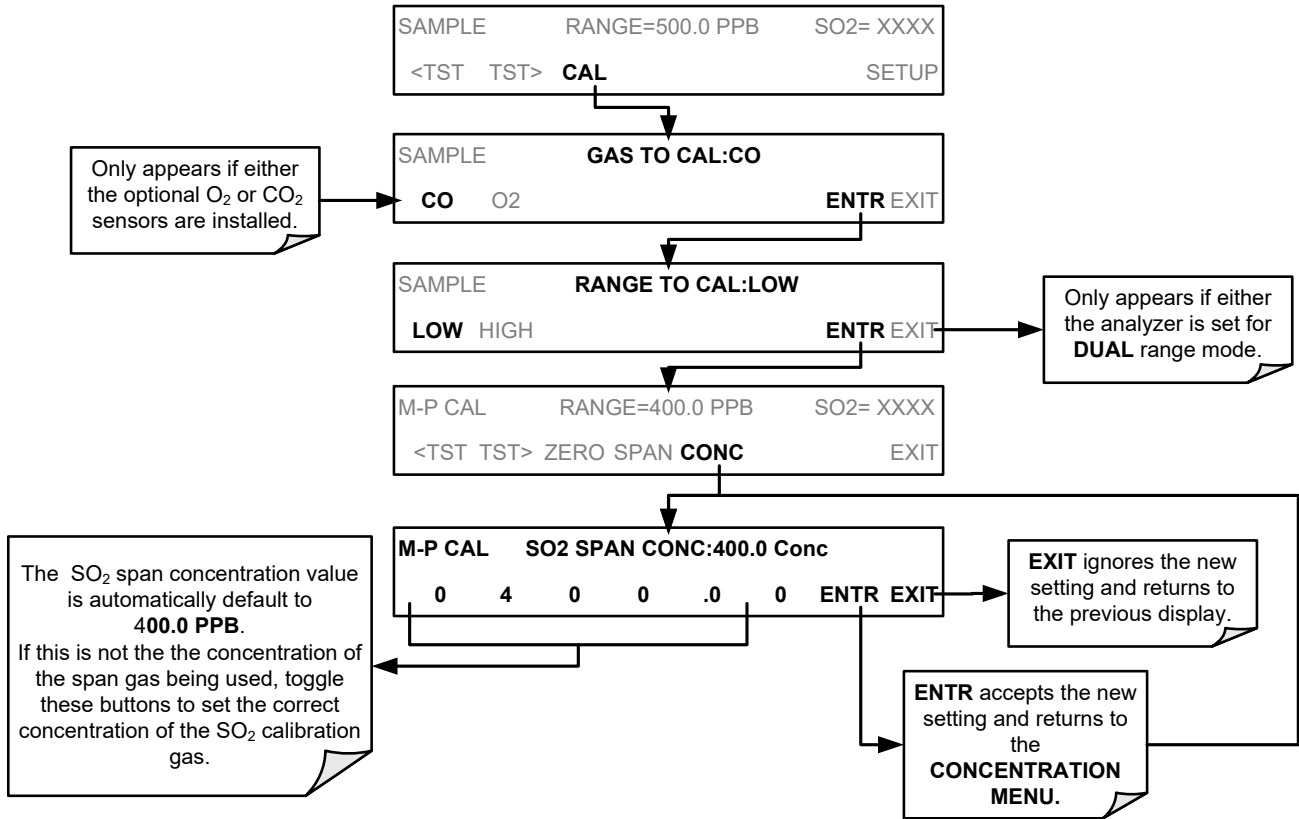 SAMPLE RANGE=500.0 PPB SO2= XXXX
<TST TST> CAL SETUP
Only appears if either
the optional O₂ or CO₂
sensors are installed.
SAMPLE GAS TO CAL:CO
CO O2 ENTR EXIT
SAMPLE RANGE TO CAL:LOW
LOW HIGH ENTR EXIT
Only appears if either
the analyzer is set for
DUAL range mode.
M-P CAL RANGE=400.0 PPB SO2= XXXX
<TST TST> ZERO SPAN CONC EXIT
M-P CAL SO2 SPAN CONC:400.0 Conc
0 4 0 0 .0 0 ENTR EXIT
The SO₂ span concentration value
is automatically default to
400.0 PPB.
If this is not the the concentration of
the span gas being used, toggle
these buttons to set the correct
concentration of the SO₂ calibration
gas.
EXIT ignores the new
setting and returns to
the previous display.
ENTR accepts the new
setting and returns to
the
CONCENTRATION
MENU.